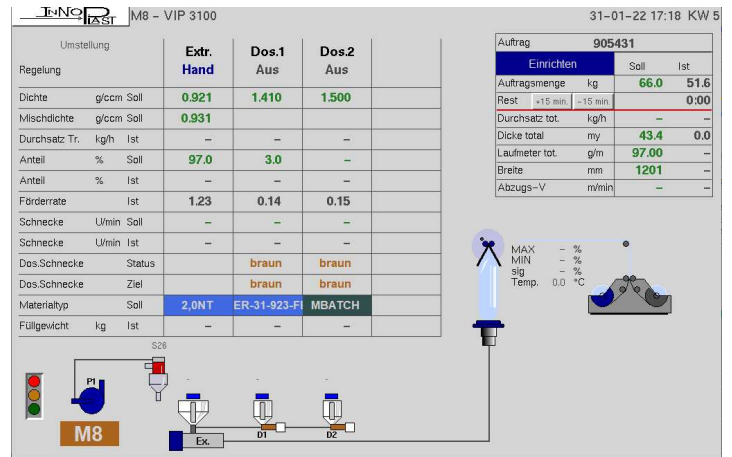 INNOPLAST M8 – VIP 3100 31-01-22 17:18 KW 5
Umstellung
Regelung
Extr. Dos.1 Dos.2
Hand Aus Aus
Dichte g/ccm Soll 0.921 1.410 1.500
Mischdichte g/ccm Soll 0.931
Durchsatz Tr. kg/h Ist – – –
Anteil % Soll 97.0 3.0 –
Anteil % Ist – – –
Förderrate Ist 1.23 0.14 0.15
Schnecke U/min Soll – – –
Schnecke U/min Ist – – –
Dos.Schnecke Status braun braun
Dos.Schnecke Ziel braun braun
Materialtyp Soll 2,0NT ER-31-923-FI MBATCH
Füllgewicht kg Ist – – –
Auftrag 905431
Einrichten Soll Ist
Auftragsmenge kg 66.0 51.6
Rest +15 min. -15 min. 0:00
Durchsatz tot. kg/h – –
Dicke total my 43.4 0.0
Laufmeter tot. g/m 97.00 –
Breite mm 1201 –
Abzugs-V m/min – –
MAX – %
MIN – %
sig – %
Temp. 0.0 °C
S26
P1
M8
Ex.
D1
D2